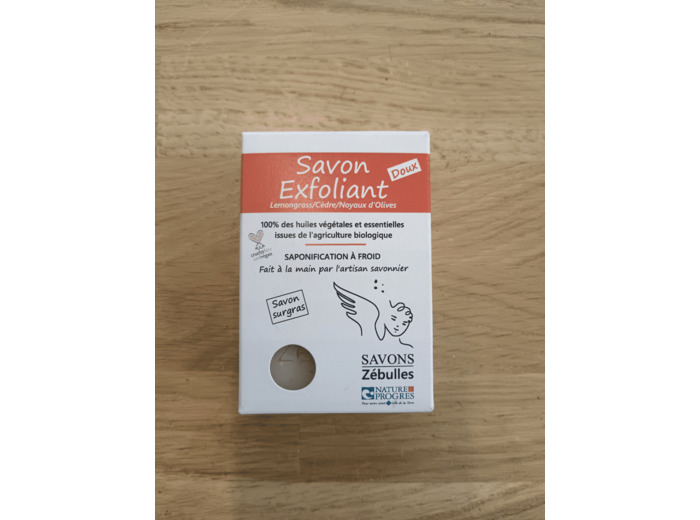 Savon
Exfoliant
Doux
Lemongrass/Cèdre/Noyaux d'Olives
100% des huiles végétales et essentielles
issues de l'agriculture biologique
SAPONIFICATION À FROID
Fait à la main par l'artisan savonnier
Savon
surgras
SAVONS
Zébulles
NATURE
PROGRES